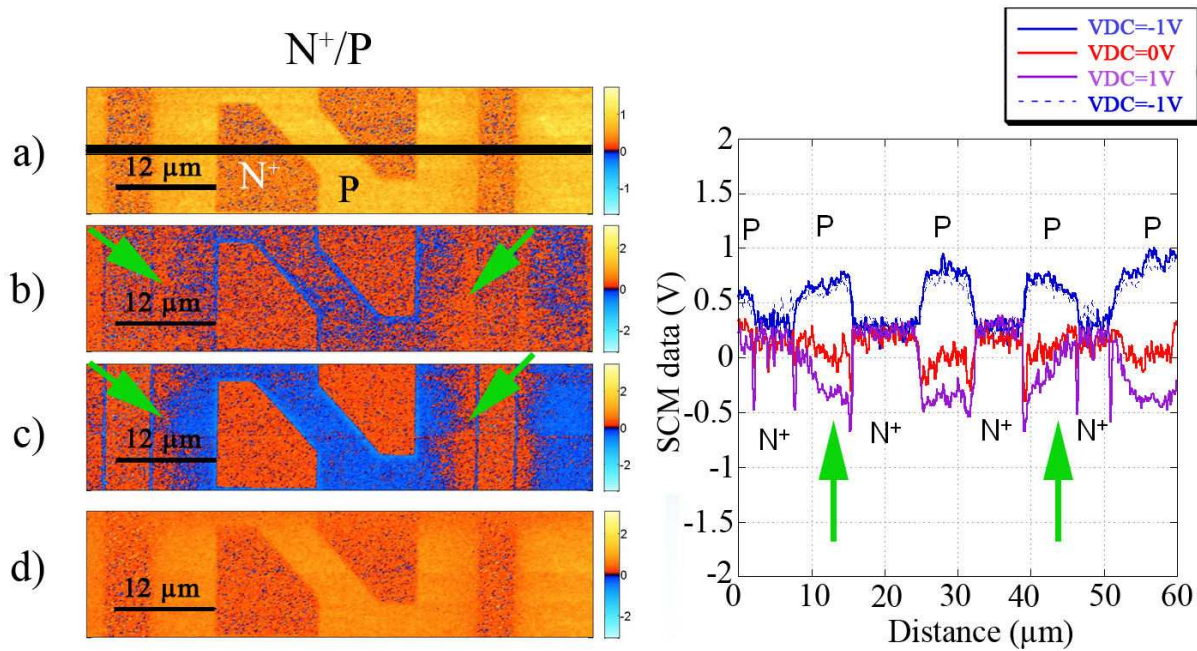 N⁺/P
a)
12 µm
N⁺
P
1
0
-1
b)
12 µm
2
0
-2
c)
12 µm
2
0
-2
d)
12 µm
2
0
-2
VDC=-1V
VDC=0V
VDC=1V
VDC=-1V
SCM data (V)
2
1.5
1
0.5
0
-0.5
-1
-1.5
-2
P P P P P
N⁺ N⁺ N⁺ N⁺
0 10 20 30 40 50 60
Distance (µm)